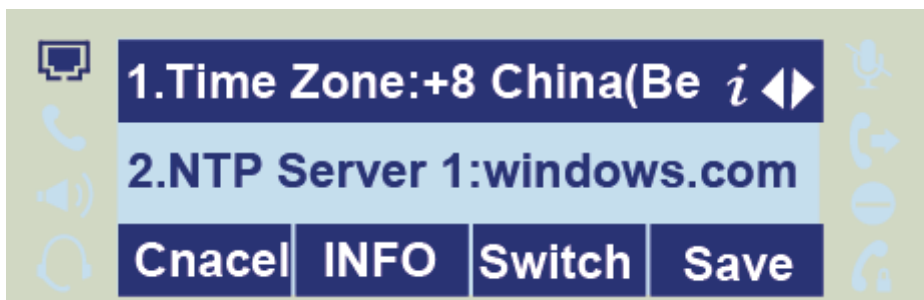 1.Time Zone:+8 China(Be i
2.NTP Server 1:windows.com
Cnacel INFO Switch Save